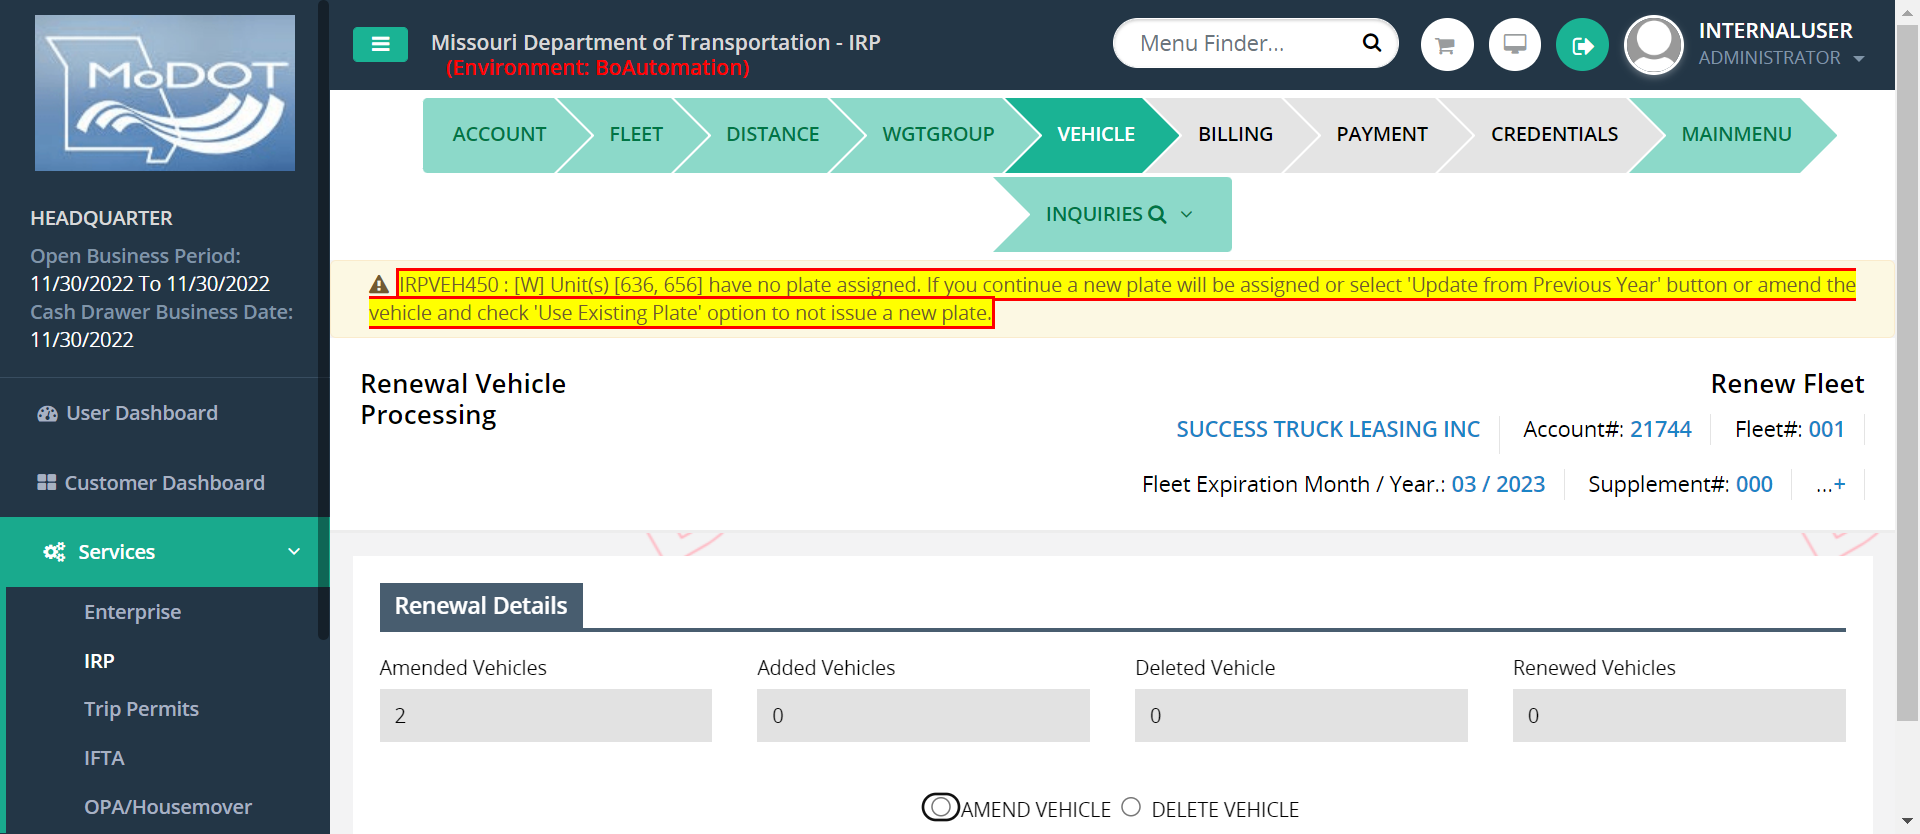 MoDOT
Missouri Department of Transportation - IRP
(Environment: BoAutomation)
Menu Finder...
INTERNALUSER
ADMINISTRATOR
ACCOUNT
FLEET
DISTANCE
WGTGROUP
VEHICLE
BILLING
PAYMENT
CREDENTIALS
MAINMENU
INQUIRIES
HEADQUARTER
Open Business Period:
11/30/2022 To 11/30/2022
Cash Drawer Business Date:
11/30/2022
User Dashboard
Customer Dashboard
Services
Enterprise
IRP
Trip Permits
IFTA
OPA/Housemover
IRPVEH450 : [W] Unit(s) [636, 656] have no plate assigned. If you continue a new plate will be assigned or select 'Update from Previous Year' button or amend the
vehicle and check 'Use Existing Plate' option to not issue a new plate.
Renewal Vehicle
Processing
Renew Fleet
SUCCESS TRUCK LEASING INC
Account#: 21744
Fleet#: 001
Fleet Expiration Month / Year.: 03 / 2023
Supplement#: 000
...+
Renewal Details
Amended Vehicles
2
Added Vehicles
0
Deleted Vehicle
0
Renewed Vehicles
0
AMEND VEHICLE
DELETE VEHICLE